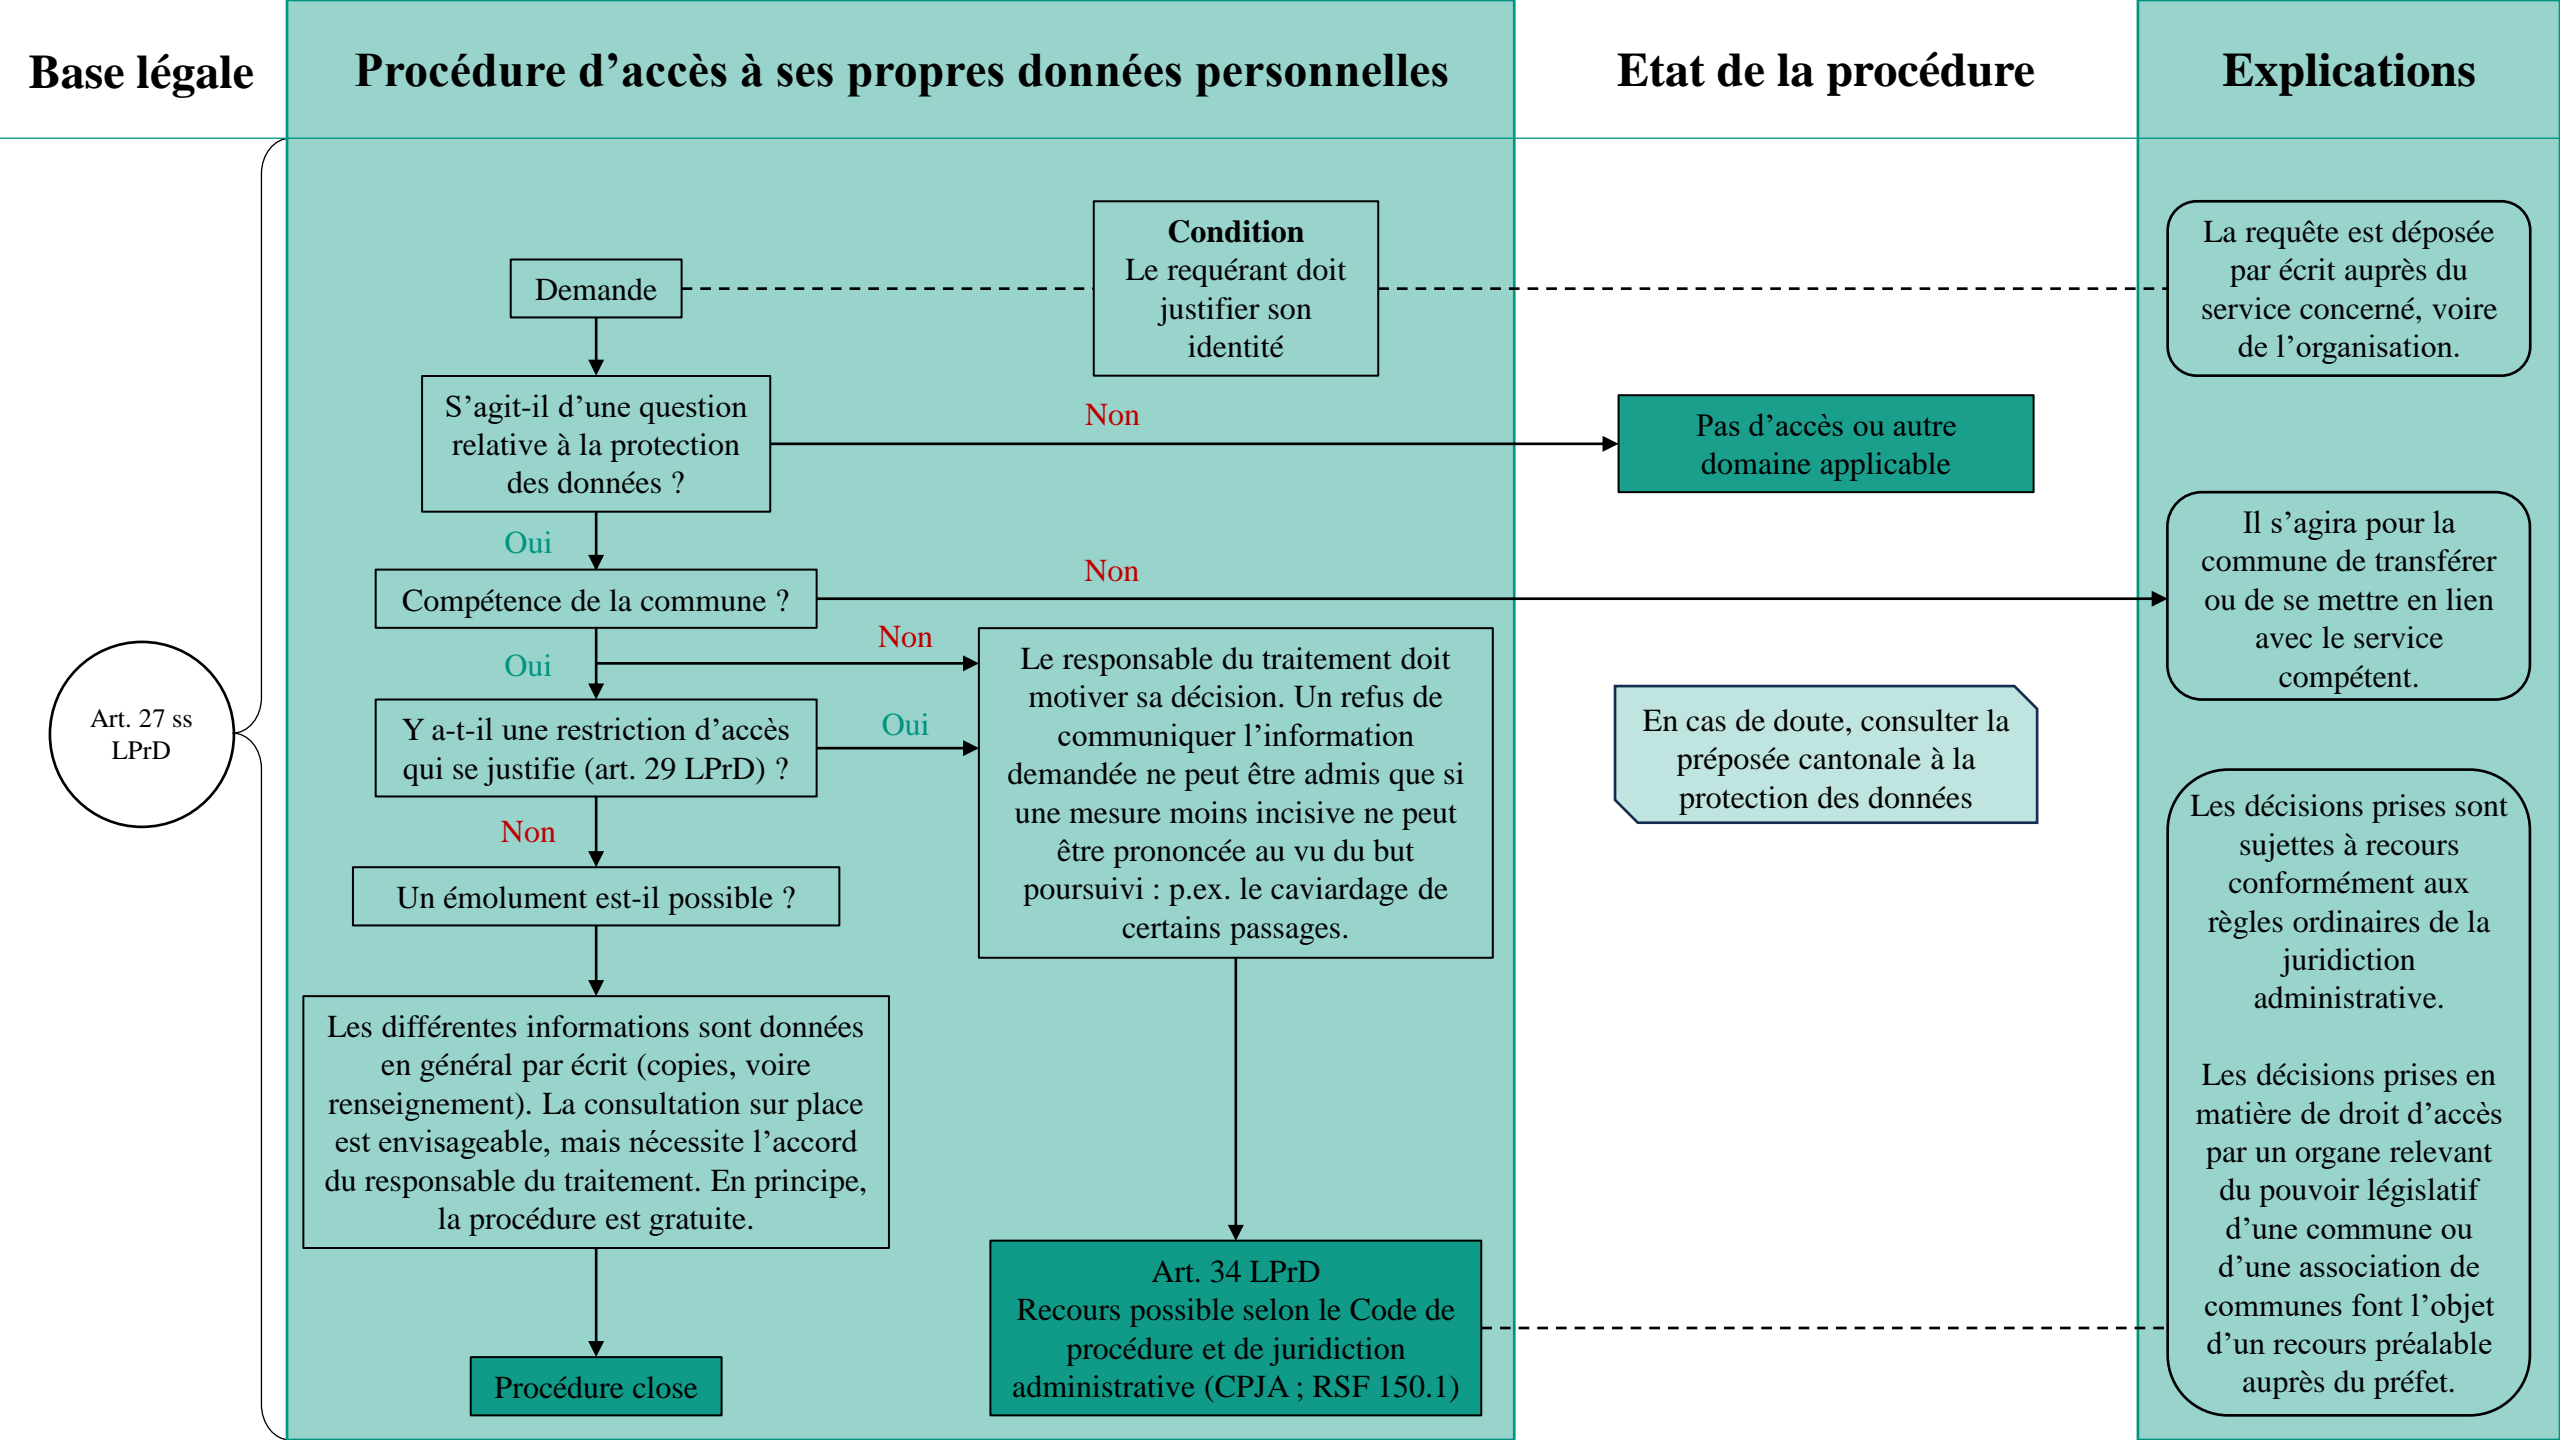 Base légale
Procédure d’accès à ses propres données personnelles
Etat de la procédure
Explications
Art. 27 ss
LPrD
Demande
Condition
Le requérant doit
justifier son
identité
La requête est déposée
par écrit auprès du
service concerné, voire
de l’organisation.
S’agit-il d’une question
relative à la protection
des données ?
Non
Pas d’accès ou autre
domaine applicable
Oui
Compétence de la commune ?
Non
Il s’agira pour la
commune de transférer
ou de se mettre en lien
avec le service
compétent.
Oui
Non
Y a-t-il une restriction d’accès
qui se justifie (art. 29 LPrD) ?
Oui
Le responsable du traitement doit
motiver sa décision. Un refus de
communiquer l’information
demandée ne peut être admis que si
une mesure moins incisive ne peut
être prononcée au vu du but
poursuivi : p.ex. le caviardage de
certains passages.
En cas de doute, consulter la
préposée cantonale à la
protection des données
Non
Un émolument est-il possible ?
Les différentes informations sont données
en général par écrit (copies, voire
renseignement). La consultation sur place
est envisageable, mais nécessite l’accord
du responsable du traitement. En principe,
la procédure est gratuite.
Procédure close
Art. 34 LPrD
Recours possible selon le Code de
procédure et de juridiction
administrative (CPJA ; RSF 150.1)
Les décisions prises sont
sujettes à recours
conformément aux
règles ordinaires de la
juridiction
administrative.
Les décisions prises en
matière de droit d’accès
par un organe relevant
du pouvoir législatif
d’une commune ou
d’une association de
communes font l’objet
d’un recours préalable
auprès du préfet.